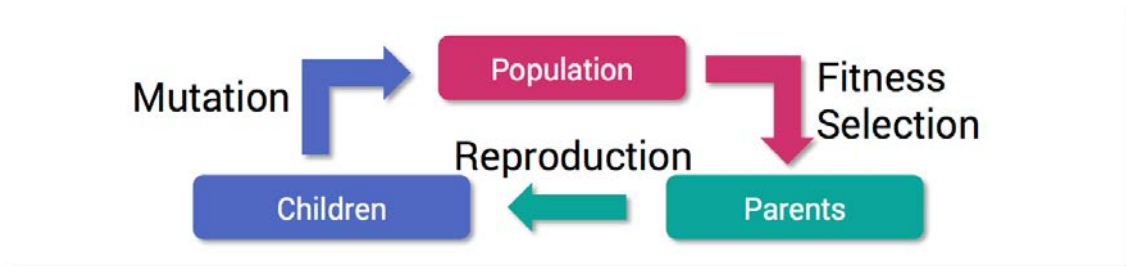 Population
Mutation
Fitness
Selection
Reproduction
Children
Parents